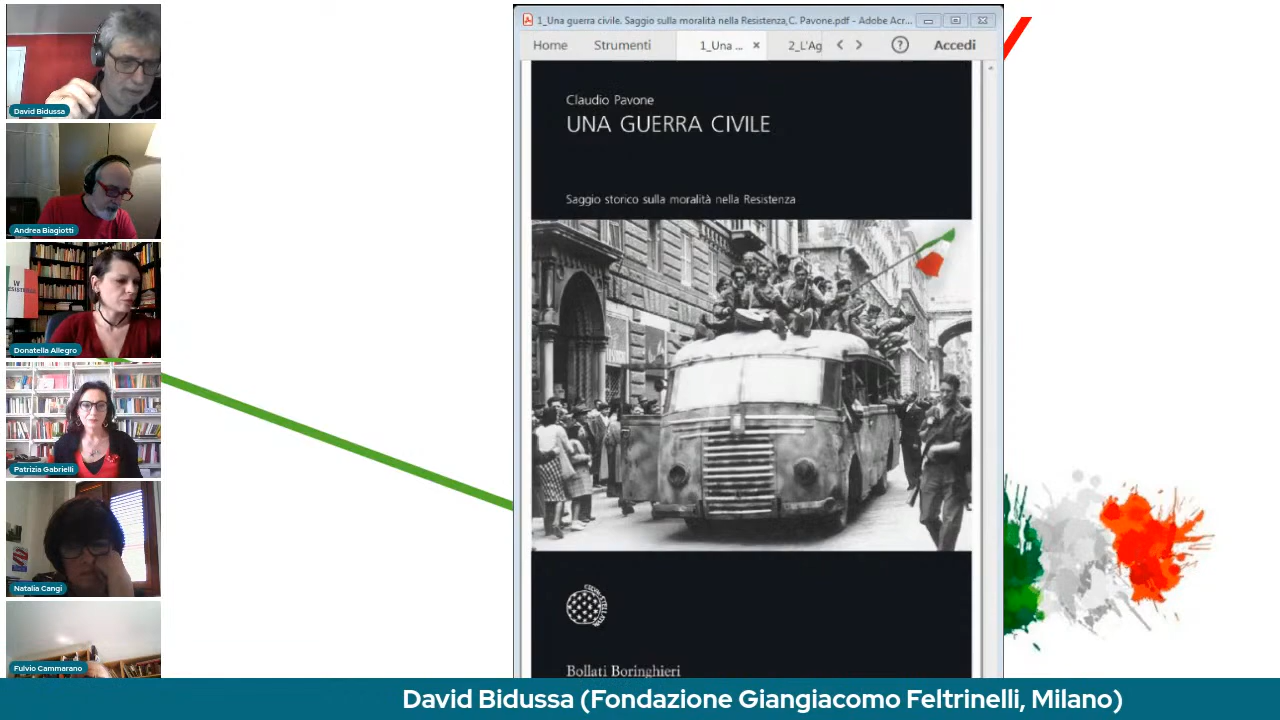 David Bidussa
Andrea Biagiotti
W
Donatella Allegro
Patrizia Gabrielli
Natalia Cangi
Fulvio Cammarano
1_Una guerra civile. Saggio sulla moralità nella Resistenza,C. Pavone.pdf - Adobe Acr...
Home Strumenti 1_Una ... × 2_L'Ag ? Accedi
Claudio Pavone
UNA GUERRA CIVILE
Saggio storico sulla moralità nella Resistenza
Bollati Boringhieri
David Bidussa (Fondazione Giangiacomo Feltrinelli, Milano)